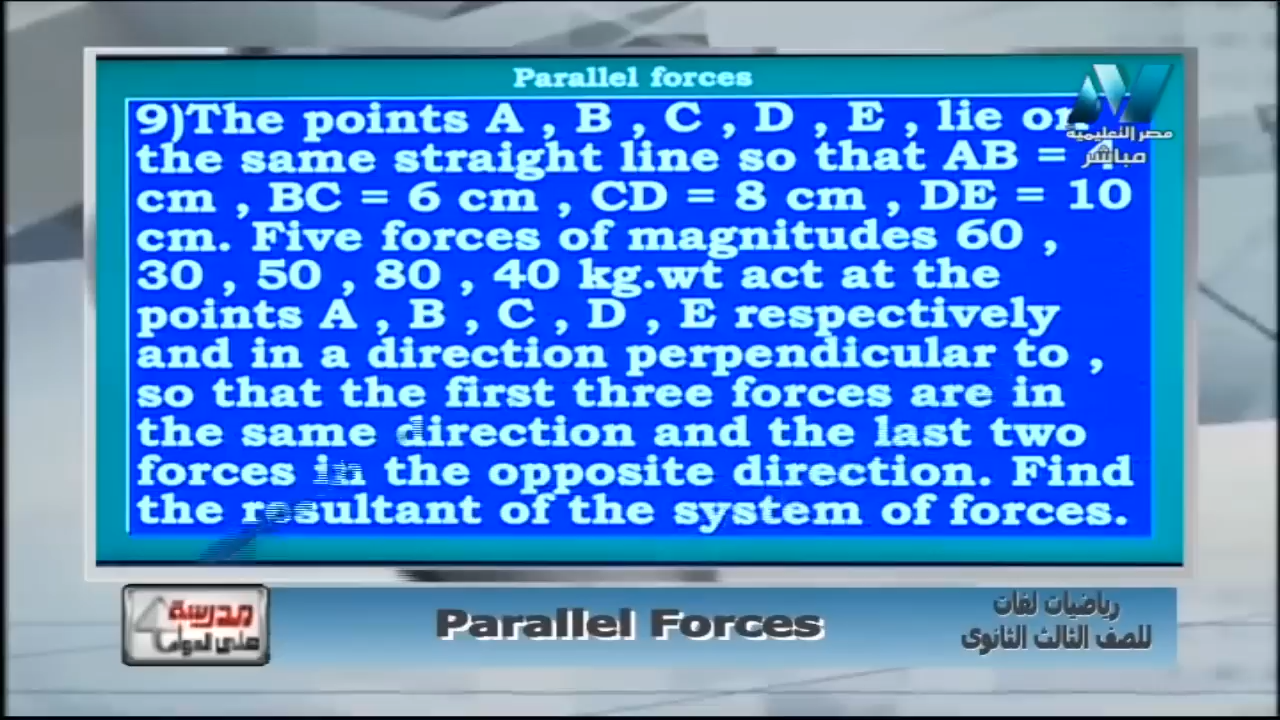 Parallel forces
9)The points A , B , C , D , E , lie on
the same straight line so that AB =
cm , BC = 6 cm , CD = 8 cm , DE = 10
cm. Five forces of magnitudes 60 ,
30 , 50 , 80 , 40 kg.wt act at the
points A , B , C , D , E respectively
and in a direction perpendicular to ,
so that the first three forces are in
the same direction and the last two
forces in the opposite direction. Find
the resultant of the system of forces.
مصر التعليمية
مباشر
مدرسة
على الهواء
Parallel Forces
رياضيات لغات
للصف الثالث الثانوى